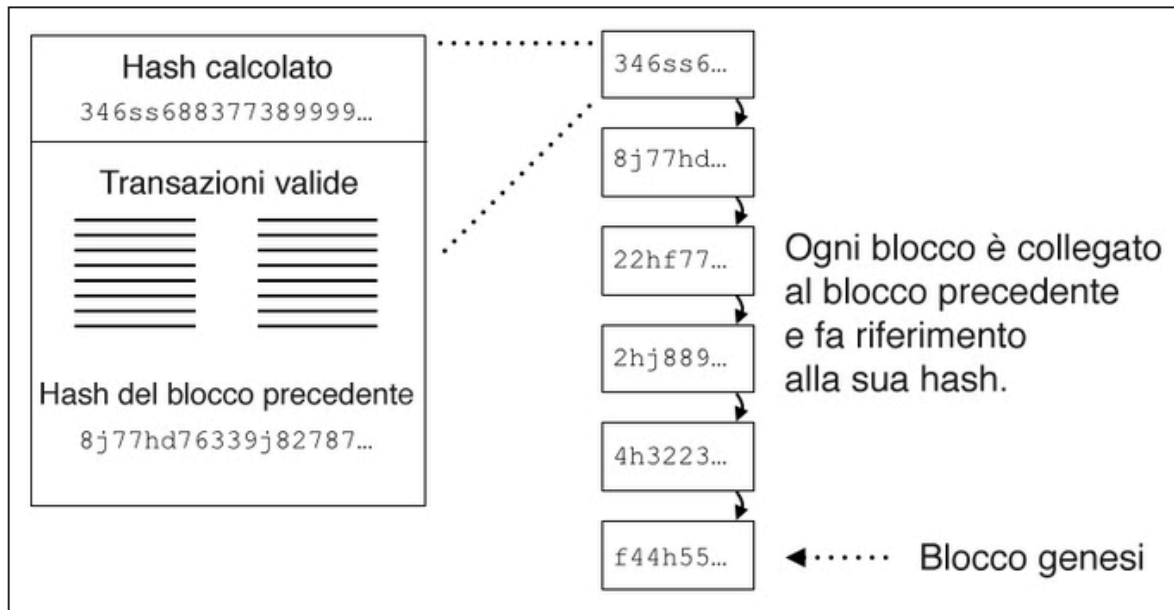 Hash calcolato
346ss688377389999…
Transazioni valide
Hash del blocco precedente
8j77hd76339j82787…
346ss6…
8j77hd…
22hf77…
2hj889…
4h3223…
f44h55…
Ogni blocco è collegato
al blocco precedente
e fa riferimento
alla sua hash.
Blocco genesi